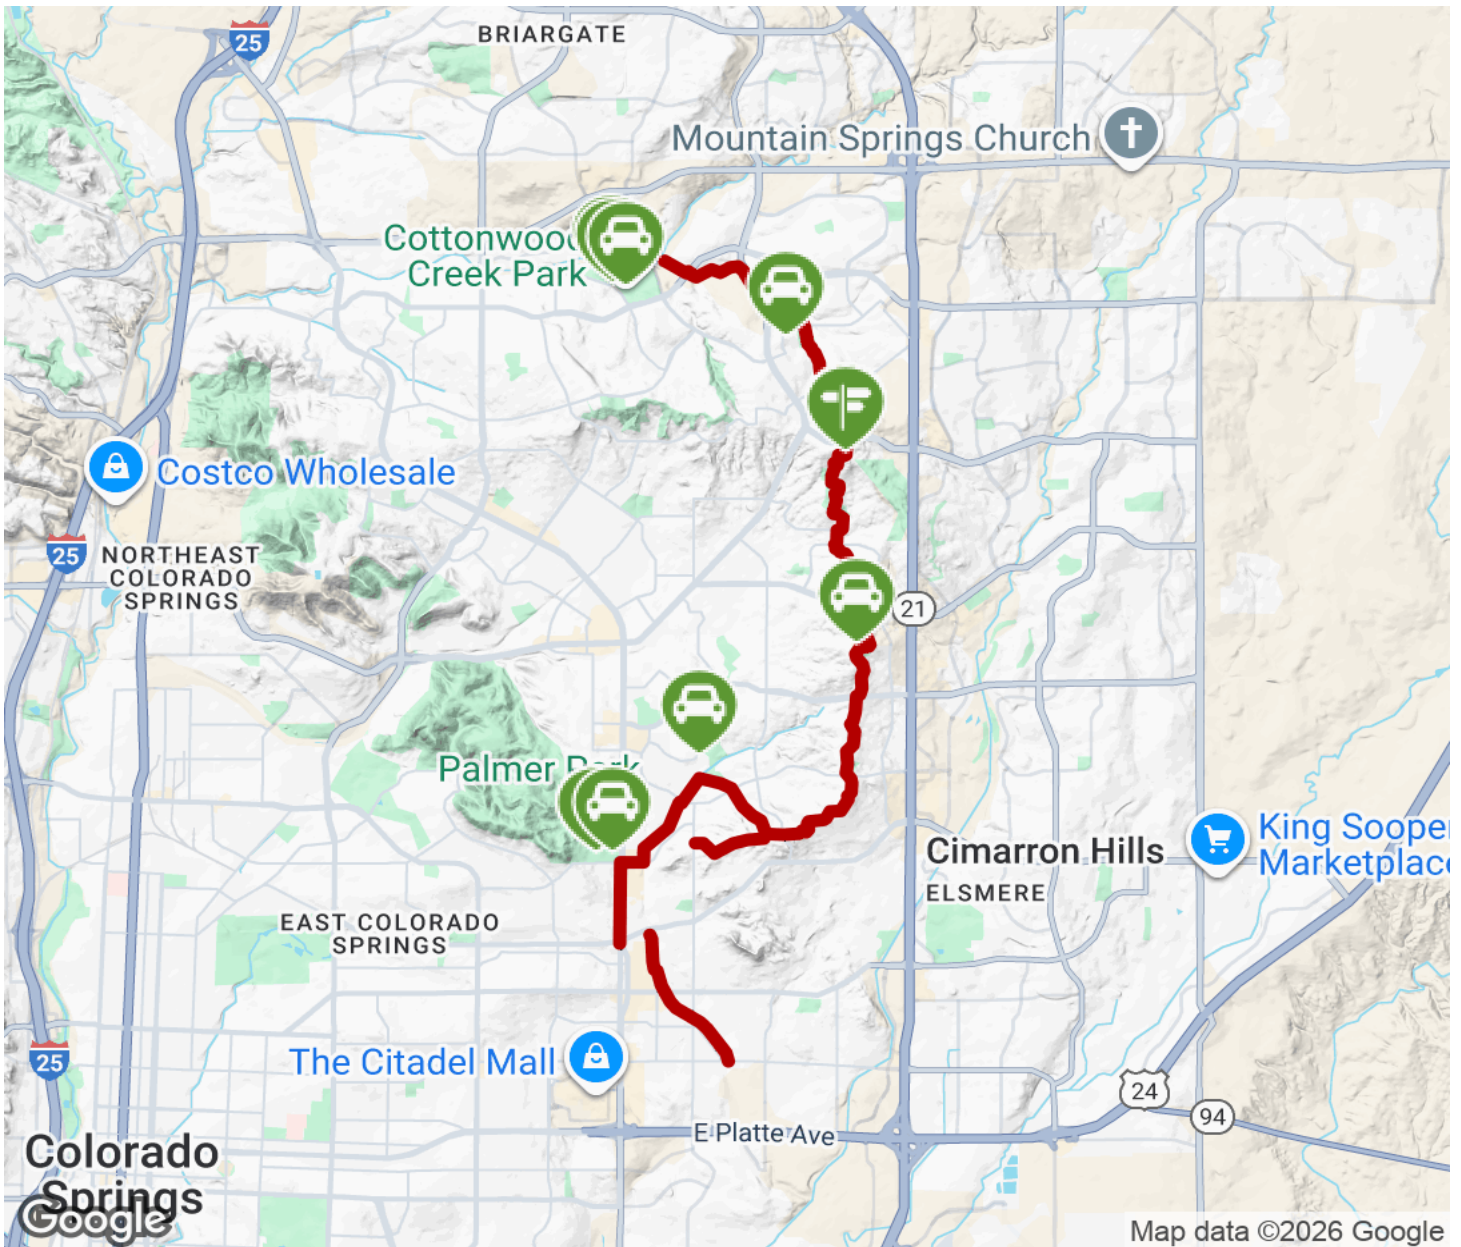 BRIARGATE
25
Mountain Springs Church
Cottonwood
Creek Park
Costco Wholesale
25
NORTHEAST
COLORADO
SPRINGS
21
Palmer Park
King Soope
Marketplac
Cimarron Hills
ELSMERE
EAST COLORADO
SPRINGS
The Citadel Mall
25
24
94
E Platte Ave
Colorado
Springs
Google
Map data ©2026 Google